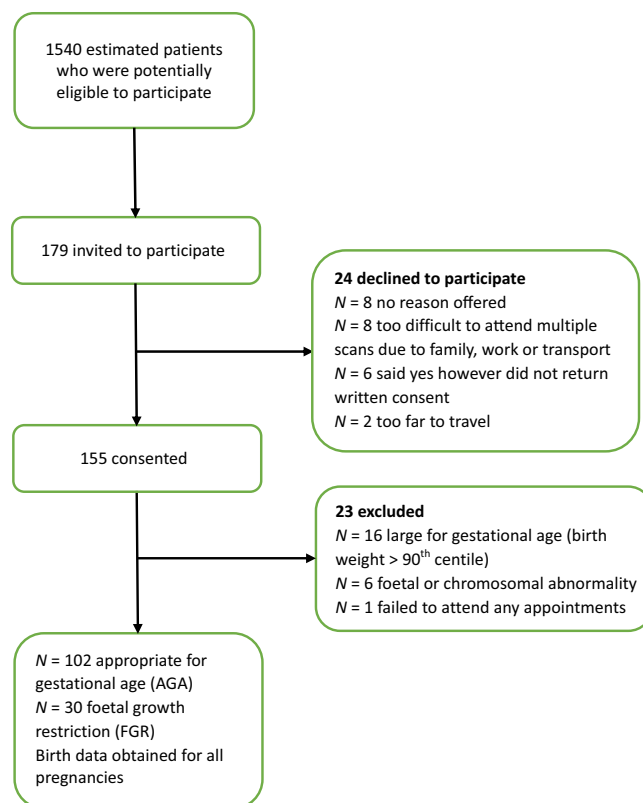 1540 estimated patients
who were potentially
eligible to participate
179 invited to participate
24 declined to participate
N = 8 no reason offered
N = 8 too difficult to attend multiple
scans due to family, work or transport
N = 6 said yes however did not return
written consent
N = 2 too far to travel
155 consented
23 excluded
N = 16 large for gestational age (birth
weight > 90th centile)
N = 6 foetal or chromosomal abnormality
N = 1 failed to attend any appointments
N = 102 appropriate for
gestational age (AGA)
N = 30 foetal growth
restriction (FGR)
Birth data obtained for all
pregnancies